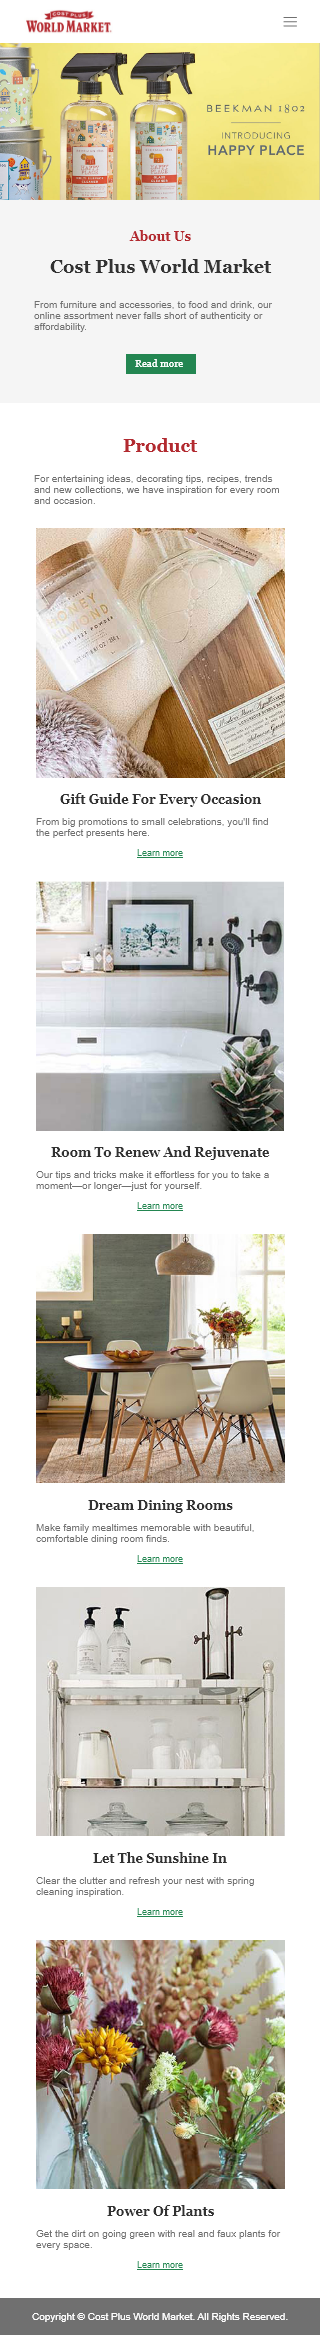 COST PLUS
WORLD MARKET
BEEKMAN 1802
INTRODUCING
HAPPY PLACE
About Us
Cost Plus World Market
From furniture and accessories, to food and drink, our
online assortment never falls short of authenticity or
affordability.
Read more
Product
For entertaining ideas, decorating tips, recipes, trends
and new collections, we have inspiration for every room
and occasion.
HONEY
ALMOND
Gift Guide For Every Occasion
From big promotions to small celebrations, you'll find
the perfect presents here.
Learn more
Room To Renew And Rejuvenate
Our tips and tricks make it effortless for you to take a
moment—or longer—just for yourself.
Learn more
Dream Dining Rooms
Make family mealtimes memorable with beautiful,
comfortable dining room finds.
Learn more
Let The Sunshine In
Clear the clutter and refresh your nest with spring
cleaning inspiration.
Learn more
Power Of Plants
Get the dirt on going green with real and faux plants for
every space.
Learn more
Copyright © Cost Plus World Market. All Rights Reserved.